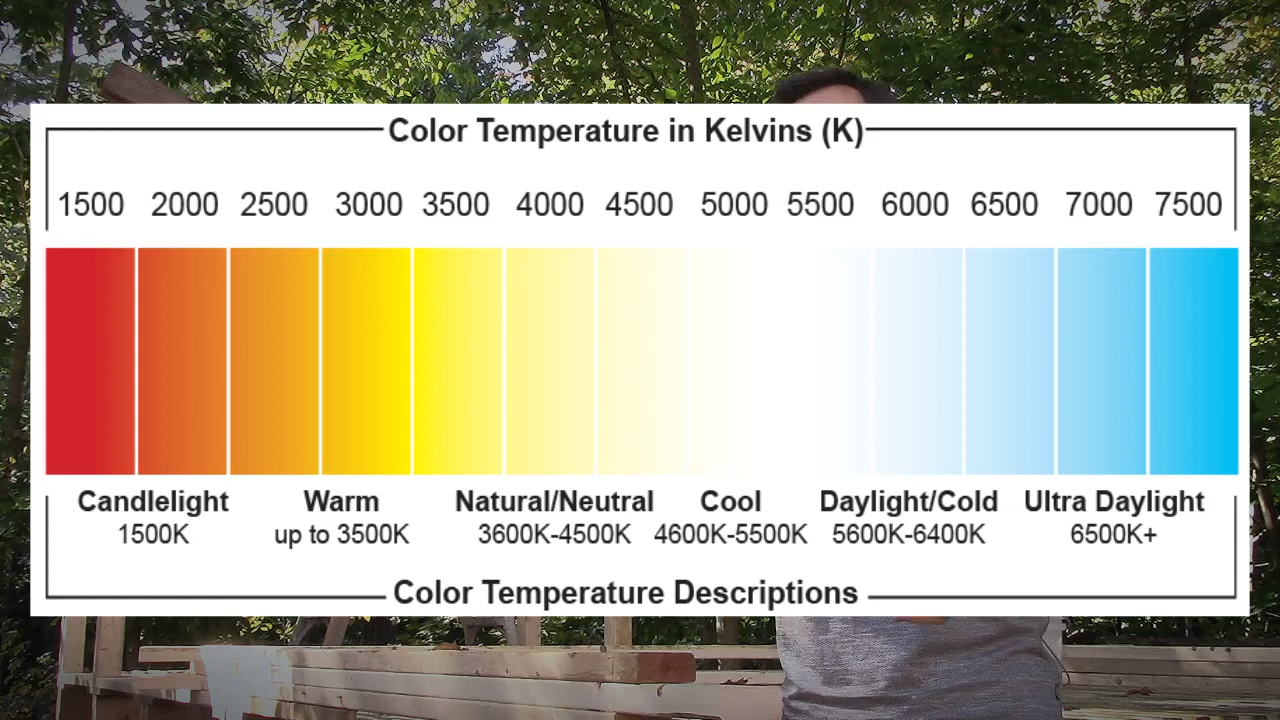 Color Temperature in Kelvins (K)
1500 2000 2500 3000 3500 4000 4500 5000 5500 6000 6500 7000 7500
Candlelight Warm Natural/Neutral Cool Daylight/Cold Ultra Daylight
1500K up to 3500K 3600K-4500K 4600K-5500K 5600K-6400K 6500K+
Color Temperature Descriptions